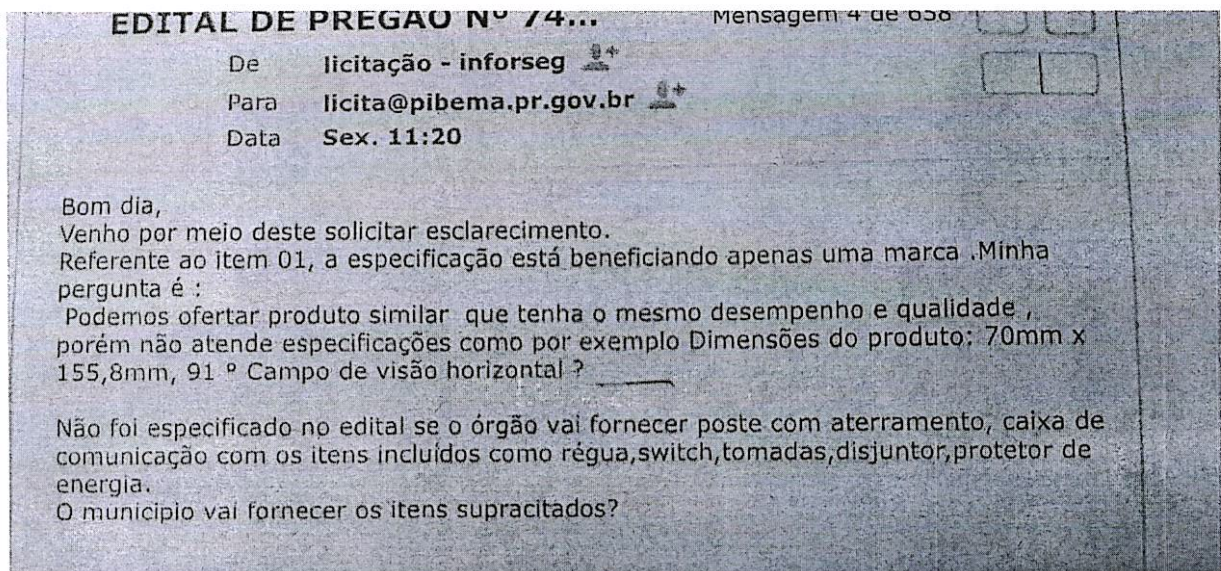 EDITAL DE PREGÃO Nº 74...
Mensagem 4 de 658
De licitação - inforseg
Para licita@pibema.pr.gov.br
Data Sex. 11:20
Bom dia,
Venho por meio deste solicitar esclarecimento.
Referente ao item 01, a especificação está beneficiando apenas uma marca .Minha
pergunta é :
Podemos ofertar produto similar que tenha o mesmo desempenho e qualidade ,
porém não atende especificações como por exemplo Dimensões do produto: 70mm x
155,8mm, 91 º Campo de visão horizontal ?
Não foi especificado no edital se o órgão vai fornecer poste com aterramento, caixa de
comunicação com os itens incluídos como régua,switch,tomadas,disjuntor,protetor de
energia.
O municipio vai fornecer os itens supracitados?